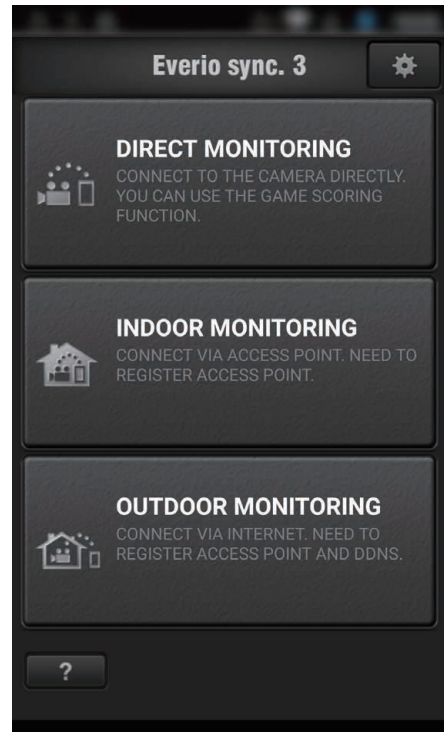 Everio sync. 3
DIRECT MONITORING
CONNECT TO THE CAMERA DIRECTLY.
YOU CAN USE THE GAME SCORING
FUNCTION.
INDOOR MONITORING
CONNECT VIA ACCESS POINT. NEED TO
REGISTER ACCESS POINT.
OUTDOOR MONITORING
CONNECT VIA INTERNET. NEED TO
REGISTER ACCESS POINT AND DDNS.
?